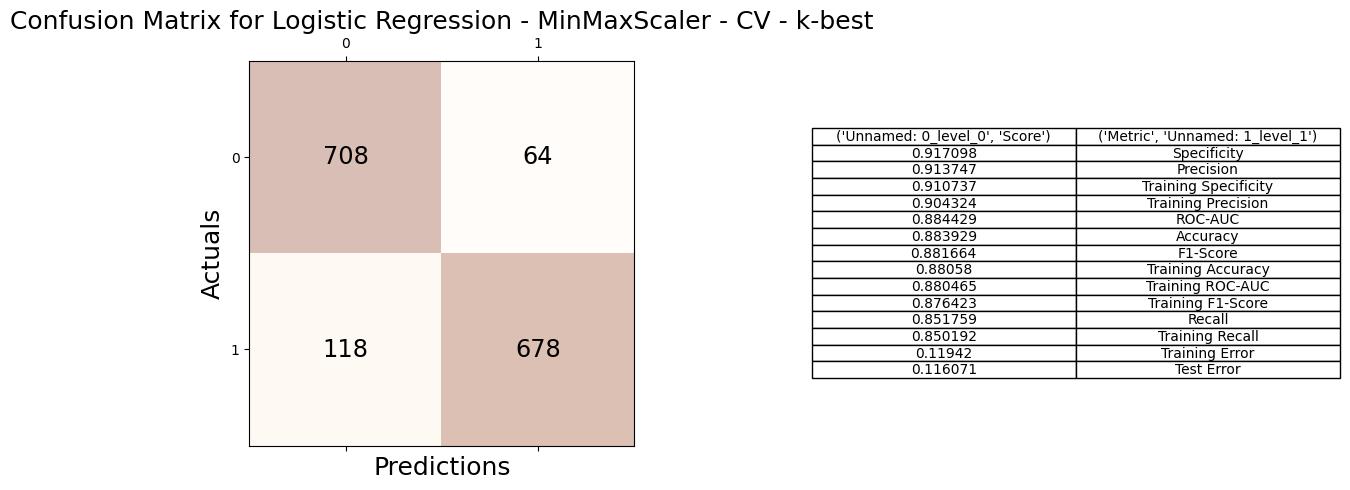 Confusion Matrix for Logistic Regression - MinMaxScaler - CV - k-best
0 1
0 708 64
1 118 678
Actuals
Predictions
('Unnamed: 0_level_0', 'Score') ('Metric', 'Unnamed: 1_level_1')
0.917098 Specificity
0.913747 Precision
0.910737 Training Specificity
0.904324 Training Precision
0.884429 ROC-AUC
0.883929 Accuracy
0.881664 F1-Score
0.88058 Training Accuracy
0.880465 Training ROC-AUC
0.876423 Training F1-Score
0.851759 Recall
0.850192 Training Recall
0.11942 Training Error
0.116071 Test Error